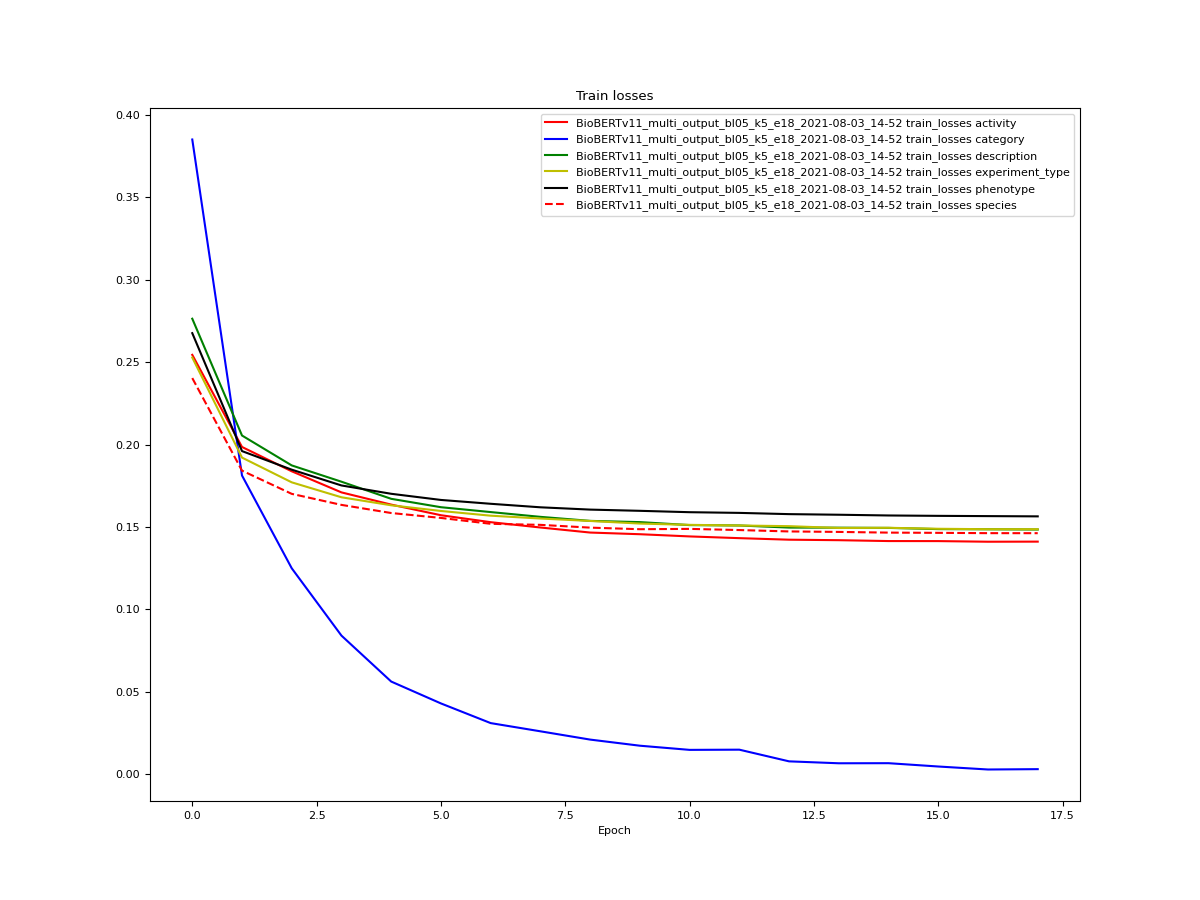 Train losses
BioBERTv11_multi_output_bl05_k5_e18_2021-08-03_14-52 train_losses activity
BioBERTv11_multi_output_bl05_k5_e18_2021-08-03_14-52 train_losses category
BioBERTv11_multi_output_bl05_k5_e18_2021-08-03_14-52 train_losses description
BioBERTv11_multi_output_bl05_k5_e18_2021-08-03_14-52 train_losses experiment_type
BioBERTv11_multi_output_bl05_k5_e18_2021-08-03_14-52 train_losses phenotype
BioBERTv11_multi_output_bl05_k5_e18_2021-08-03_14-52 train_losses species
0.40
0.35
0.30
0.25
0.20
0.15
0.10
0.05
0.00
0.0 2.5 5.0 7.5 10.0 12.5 15.0 17.5
Epoch